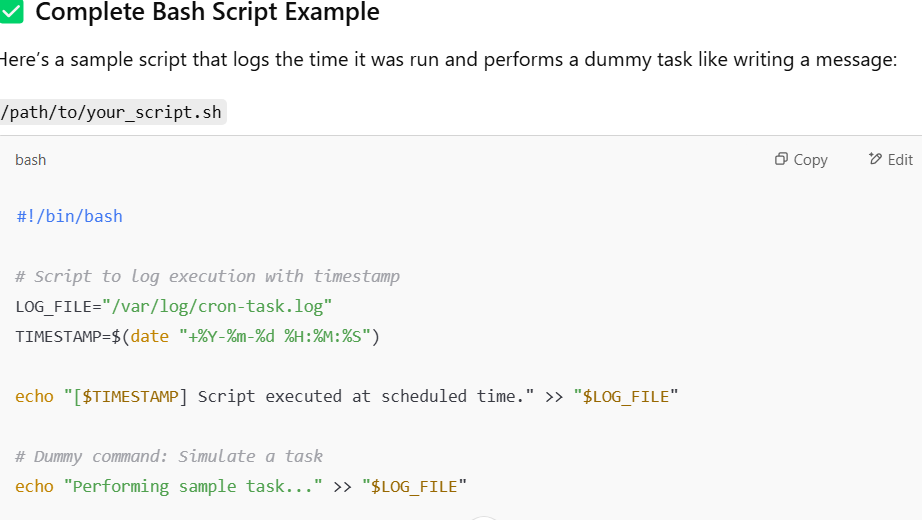 Complete Bash Script Example
Here's a sample script that logs the time it was run and performs a dummy task like writing a message:
/path/to/your_script.sh
bash Copy Edit
#!/bin/bash
# Script to log execution with timestamp
LOG_FILE="/var/log/cron-task.log"
TIMESTAMP=$(date "+%Y-%m-%d %H:%M:%S")
echo "[$TIMESTAMP] Script executed at scheduled time." >> "$LOG_FILE"
# Dummy command: Simulate a task
echo "Performing sample task..." >> "$LOG_FILE"